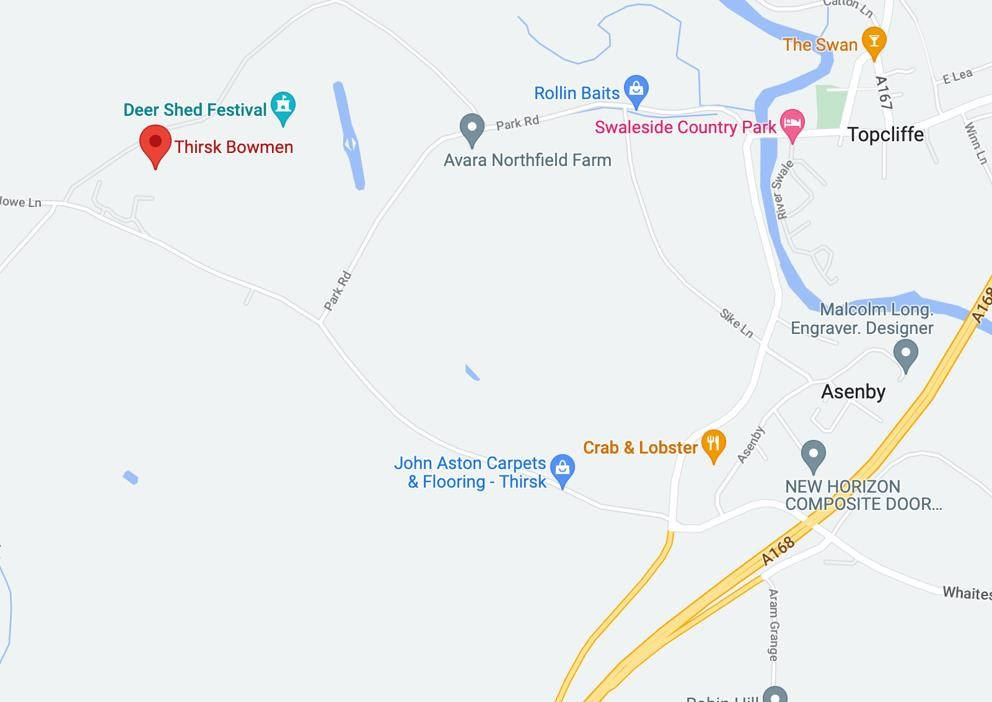 Catton Ln
The Swan
A167
E Lea
Rollin Baits
Deer Shed Festival
Park Rd
Swaleside Country Park
Topcliffe
Thirsk Bowmen
Avara Northfield Farm
Winn Ln
River Swale
lowe Ln
Park Rd
A168
Malcolm Long.
Engraver. Designer
Sike Ln
Asenby
Crab & Lobster
Asenby
John Aston Carpets
& Flooring - Thirsk
NEW HORIZON
COMPOSITE DOOR...
A168
Whaites
Aram Grange
Robin Hill